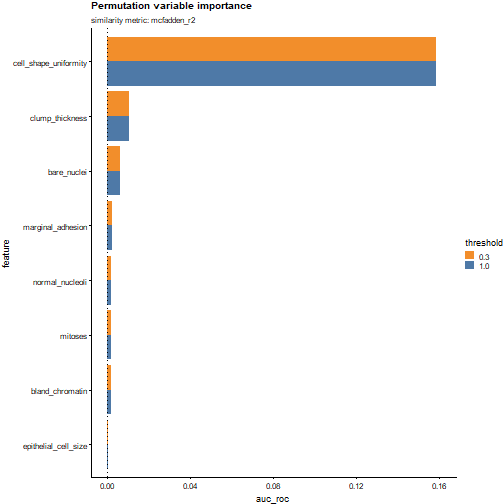 Permutation variable importance
similarity metric: mcfadden_r2
cell_shape_uniformity
clump_thickness
bare_nuclei
marginal_adhesion
normal_nucleoli
mitoses
bland_chromatin
epithelial_cell_size
feature
threshold
0.3
1.0
0.00
0.04
0.08
0.12
0.16
auc_roc